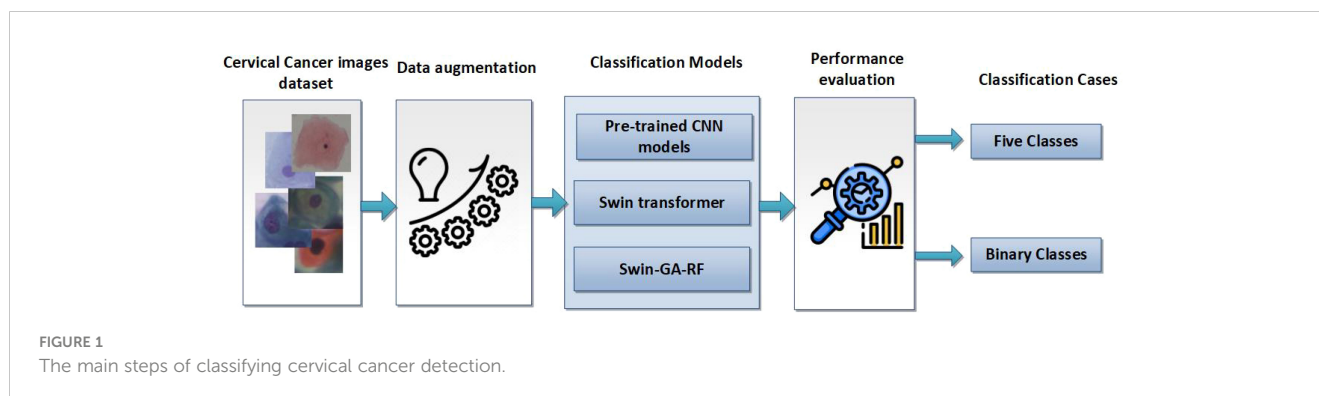 Cervical Cancer images
dataset
Data augmentation
Classification Models
Pre-trained CNN
models
Swin transformer
Swin-GA-RF
Performance
evaluation
Classification Cases
Five Classes
Binary Classes
FIGURE 1
The main steps of classifying cervical cancer detection.